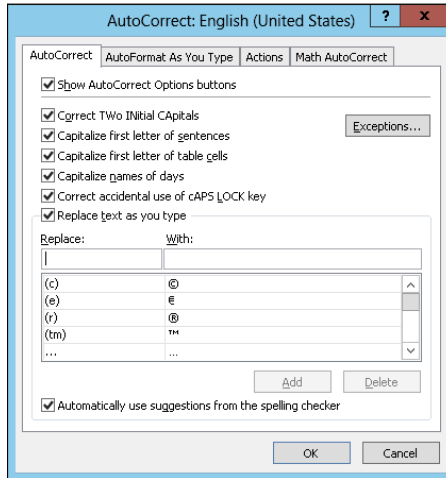 AutoCorrect: English (United States) ? x
AutoCorrect AutoFormat As You Type Actions Math AutoCorrect
Show AutoCorrect Options buttons
Correct TWo INitial CApitals
Exceptions...
Capitalize first letter of sentences
Capitalize first letter of table cells
Capitalize names of days
Correct accidental use of cAPS LOCK key
Replace text as you type
Replace: With:
(c) ©
(e) €
(r) ®
(tm) ™
... ...
Add Delete
Automatically use suggestions from the spelling checker
OK Cancel